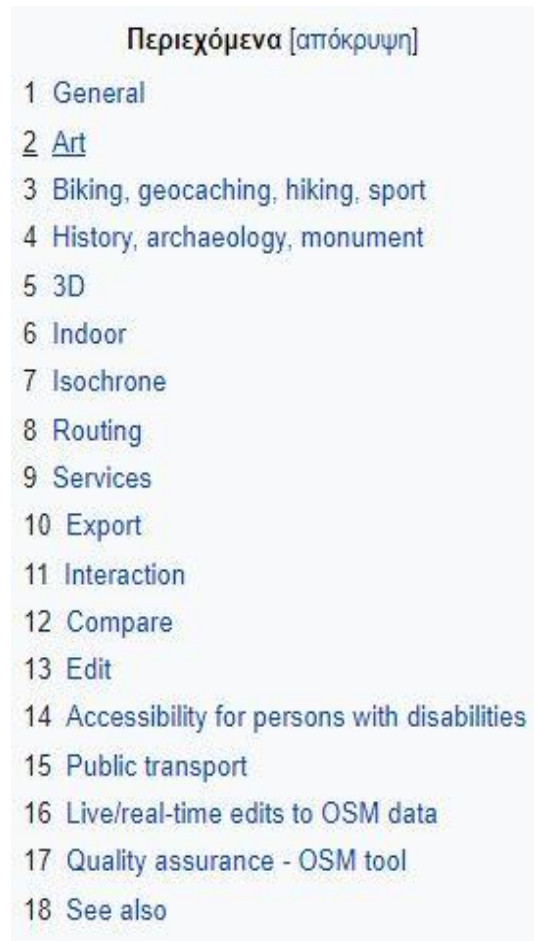 Περιεχόμενα [απόκρυψη]
1 General
2 Art
3 Biking, geocaching, hiking, sport
4 History, archaeology, monument
5 3D
6 Indoor
7 Isochrone
8 Routing
9 Services
10 Export
11 Interaction
12 Compare
13 Edit
14 Accessibility for persons with disabilities
15 Public transport
16 Live/real-time edits to OSM data
17 Quality assurance - OSM tool
18 See also